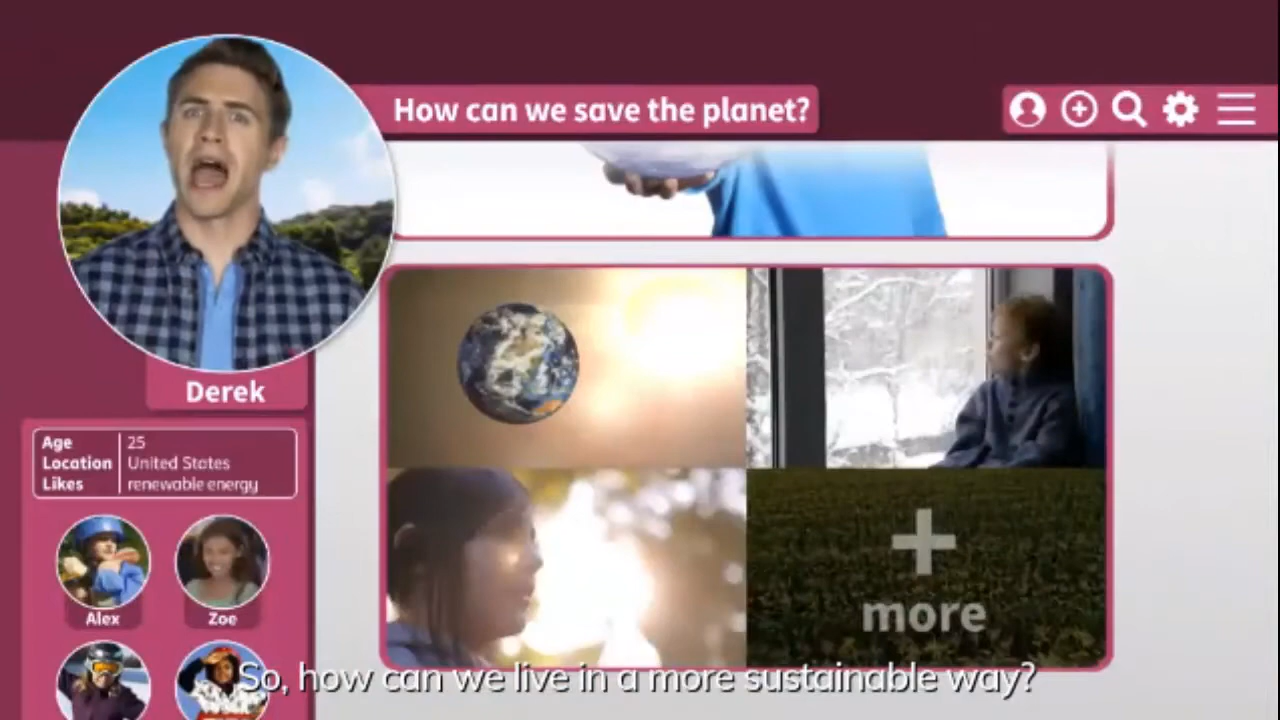 How can we save the planet?
Derek
Age 25
Location United States
Likes renewable energy
Alex
Zoe
+
more
So, how can we live in a more sustainable way?